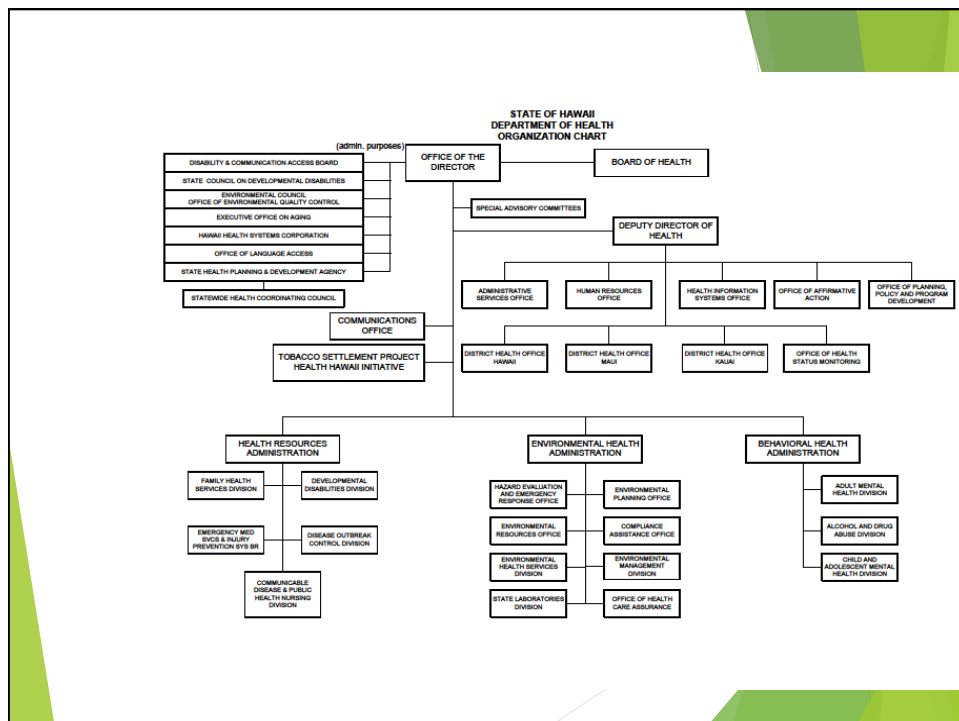 STATE OF HAWAII
DEPARTMENT OF HEALTH
ORGANIZATION CHART
(admin. purposes)
OFFICE OF THE
DIRECTOR
BOARD OF HEALTH
DISABILITY & COMMUNICATION ACCESS BOARD
STATE COUNCIL ON DEVELOPMENTAL DISABILITIES
ENVIRONMENTAL COUNCIL
OFFICE OF ENVIRONMENTAL QUALITY CONTROL
EXECUTIVE OFFICE ON AGING
HAWAII HEALTH SYSTEMS CORPORATION
OFFICE OF LANGUAGE ACCESS
STATE HEALTH PLANNING & DEVELOPMENT AGENCY
STATEWIDE HEALTH COORDINATING COUNCIL
SPECIAL ADVISORY COMMITTEES
DEPUTY DIRECTOR OF
HEALTH
ADMINISTRATIVE
SERVICES OFFICE
HUMAN RESOURCES
OFFICE
HEALTH INFORMATION
SYSTEMS OFFICE
OFFICE OF AFFIRMATIVE
ACTION
OFFICE OF PLANNING,
POLICY AND PROGRAM
DEVELOPMENT
COMMUNICATIONS
OFFICE
TOBACCO SETTLEMENT PROJECT
HEALTH HAWAII INITIATIVE
DISTRICT HEALTH OFFICE
HAWAII
DISTRICT HEALTH OFFICE
MAUI
DISTRICT HEALTH OFFICE
KAUAI
OFFICE OF HEALTH
STATUS MONITORING
HEALTH RESOURCES
ADMINISTRATION
FAMILY HEALTH
SERVICES DIVISION
DEVELOPMENTAL
DISABILITIES DIVISION
EMERGENCY MED
SVCS & INJURY
PREVENTION SYS BR
DISEASE OUTBREAK
CONTROL DIVISION
COMMUNICABLE
DISEASE & PUBLIC
HEALTH NURSING
DIVISION
ENVIRONMENTAL HEALTH
ADMINISTRATION
HAZARD EVALUATION
AND EMERGENCY
RESPONSE OFFICE
ENVIRONMENTAL
PLANNING OFFICE
ENVIRONMENTAL
RESOURCES OFFICE
COMPLIANCE
ASSISTANCE OFFICE
ENVIRONMENTAL
HEALTH SERVICES
DIVISION
ENVIRONMENTAL
MANAGEMENT
DIVISION
STATE LABORATORIES
DIVISION
OFFICE OF HEALTH
CARE ASSURANCE
BEHAVIORAL HEALTH
ADMINISTRATION
ADULT MENTAL
HEALTH DIVISION
ALCOHOL AND DRUG
ABUSE DIVISION
CHILD AND
ADOLESCENT MENTAL
HEALTH DIVISION